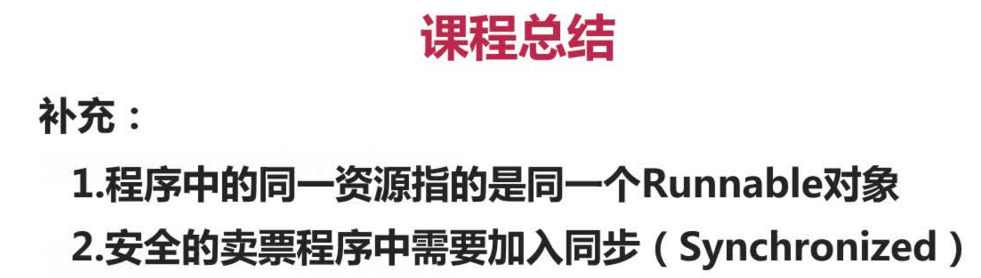 课程总结
补充：
1.程序中的同一资源指的是同一个Runnable对象
2.安全的卖票程序中需要加入同步（Synchronized）